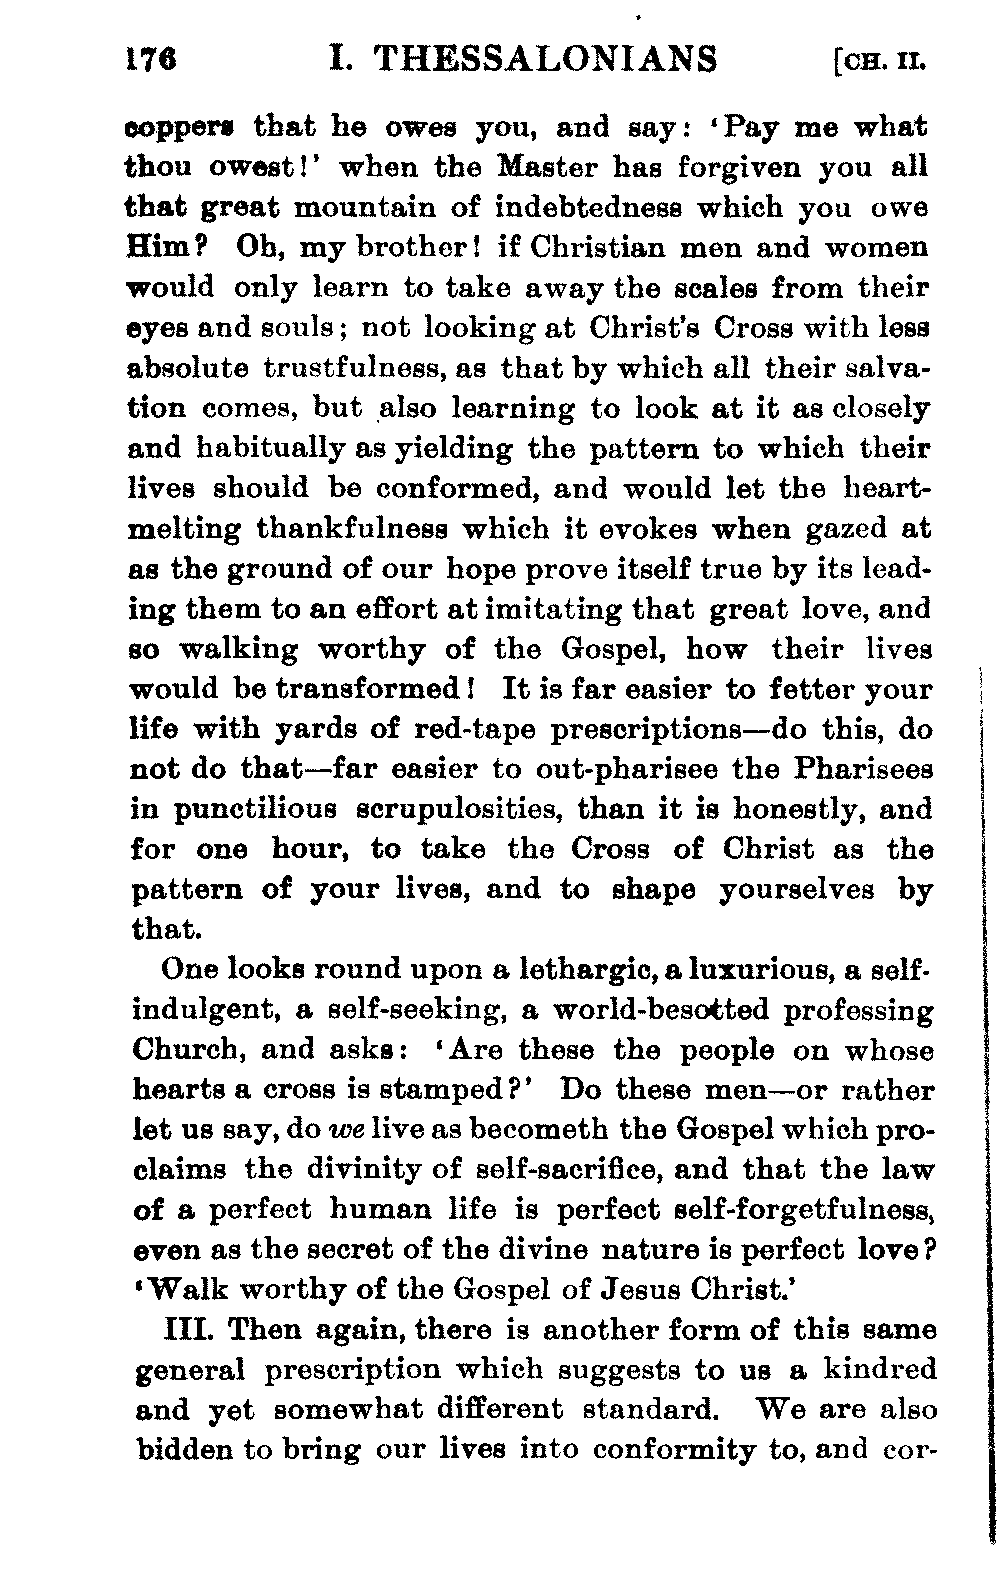 176 I. THESSALONIANS [CH. II.
coppers that he owes you, and say: ‘Pay me what
thou owest!’ when the Master has forgiven you all
that great mountain of indebtedness which you owe
Him? Oh, my brother! if Christian men and women
would only learn to take away the scales from their
eyes and souls; not looking at Christ’s Cross with less
absolute trustfulness, as that by which all their salva-
tion comes, but also learning to look at it as closely
and habitually as yielding the pattern to which their
lives should be conformed, and would let the heart-
melting thankfulness which it evokes when gazed at
as the ground of our hope prove itself true by its lead-
ing them to an effort at imitating that great love, and
so walking worthy of the Gospel, how their lives
would be transformed! It is far easier to fetter your
life with yards of red-tape prescriptions—do this, do
not do that—far easier to out-pharisee the Pharisees
in punctilious scrupulosities, than it is honestly, and
for one hour, to take the Cross of Christ as the
pattern of your lives, and to shape yourselves by
that.
One looks round upon a lethargic, a luxurious, a self-
indulgent, a self-seeking, a world-besotted professing
Church, and asks: ‘Are these the people on whose
hearts a cross is stamped?’ Do these men—or rather
let us say, do we live as becometh the Gospel which pro-
claims the divinity of self-sacrifice, and that the law
of a perfect human life is perfect self-forgetfulness,
even as the secret of the divine nature is perfect love?
‘Walk worthy of the Gospel of Jesus Christ.’
III. Then again, there is another form of this same
general prescription which suggests to us a kindred
and yet somewhat different standard. We are also
bidden to bring our lives into conformity to, and cor-